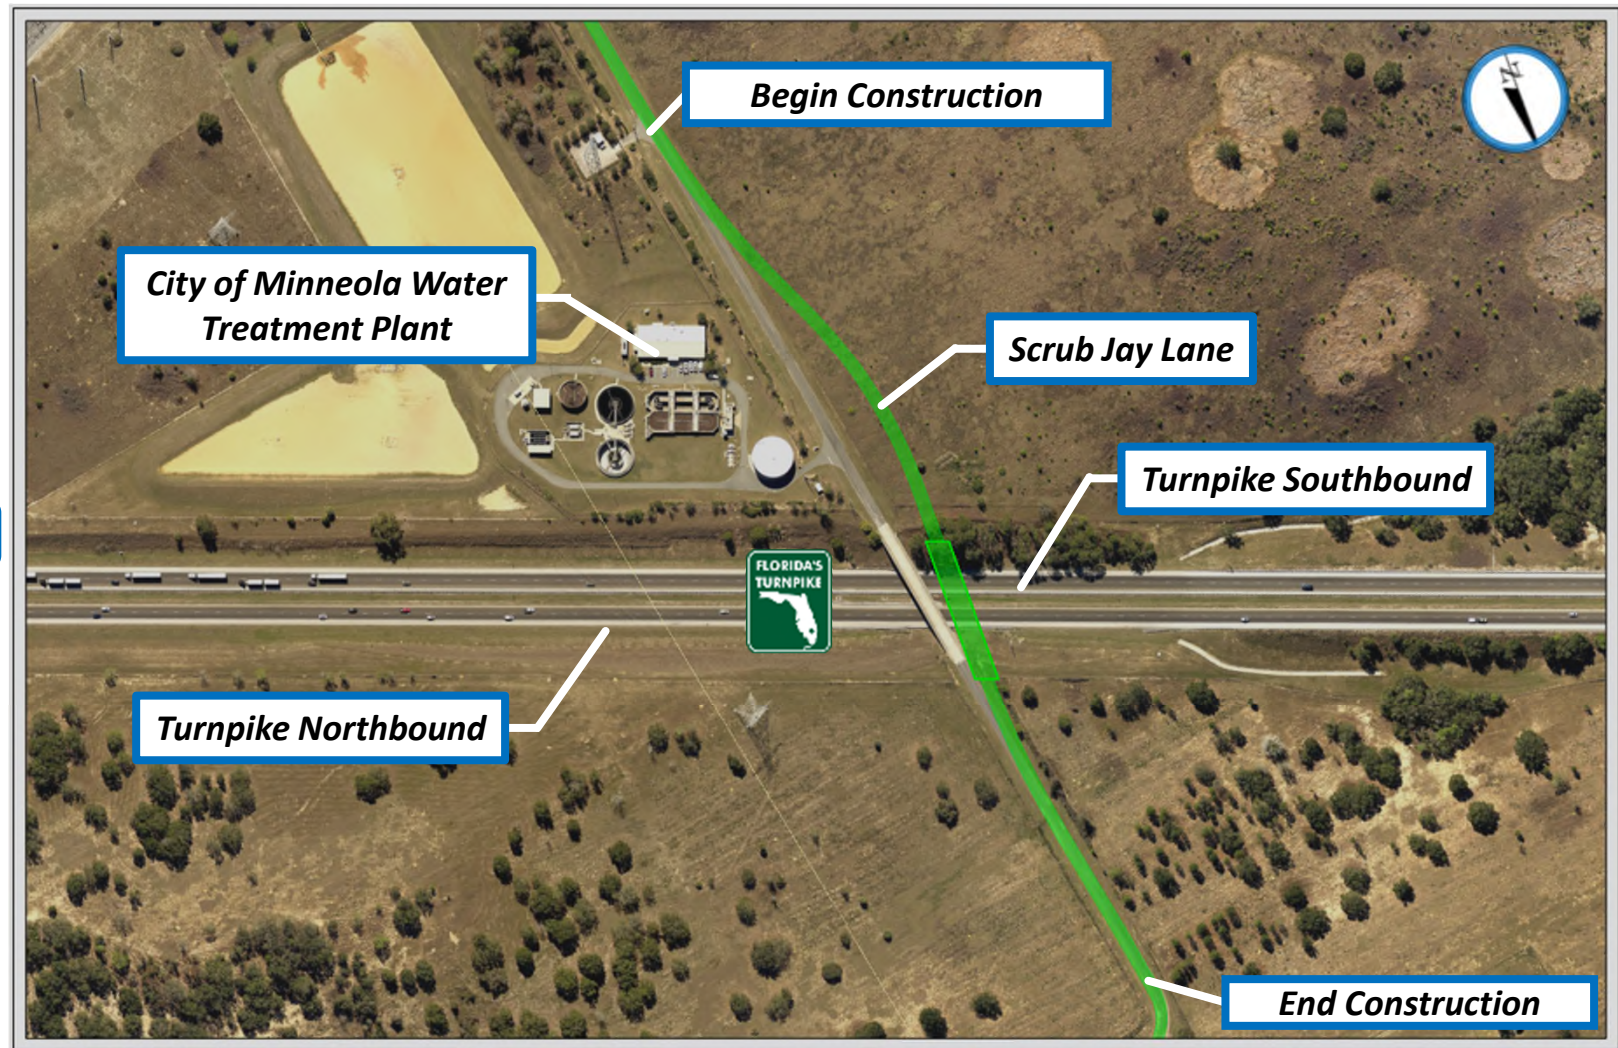 Begin Construction
N
City of Minneola Water
Treatment Plant
Scrub Jay Lane
Turnpike Southbound
FLORIDA'S
TURNPIKE
Turnpike Northbound
End Construction